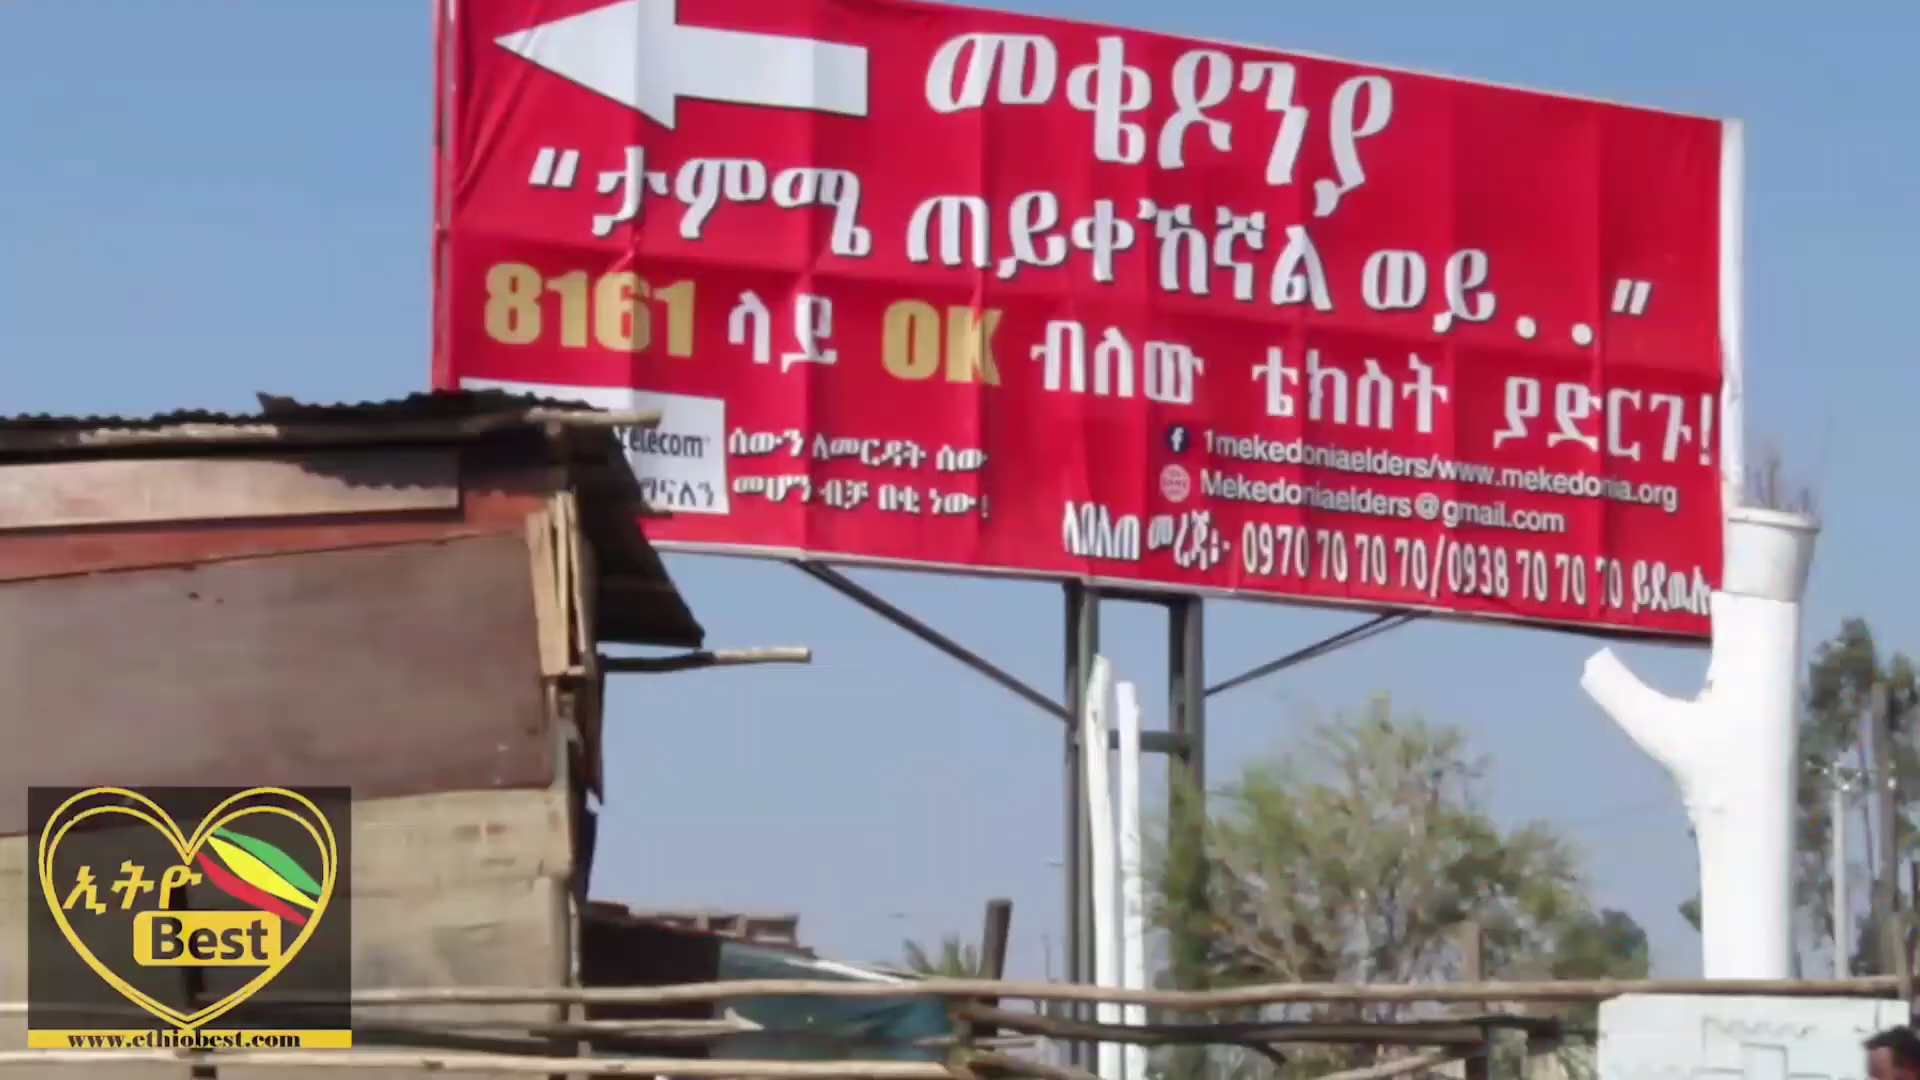 መቄዶንያ
"ታምሜ ጠይቀኸኛል ወይ . . "
8161 ላይ OK ብለው ቴክስት ያድርጉ!
telecom
ሰውን ለመርዳት ሰው
መሆን ብቻ በቂ ነው!
1mekedoniaelders/www.mekedonia.org
Mekedoniaelders@gmail.com
ለበለጠ መረጃ፡- 0970 70 70 70/0938 70 70 70 ይደዉሉ
ኢትዮ
Best
www.ethiobest.com